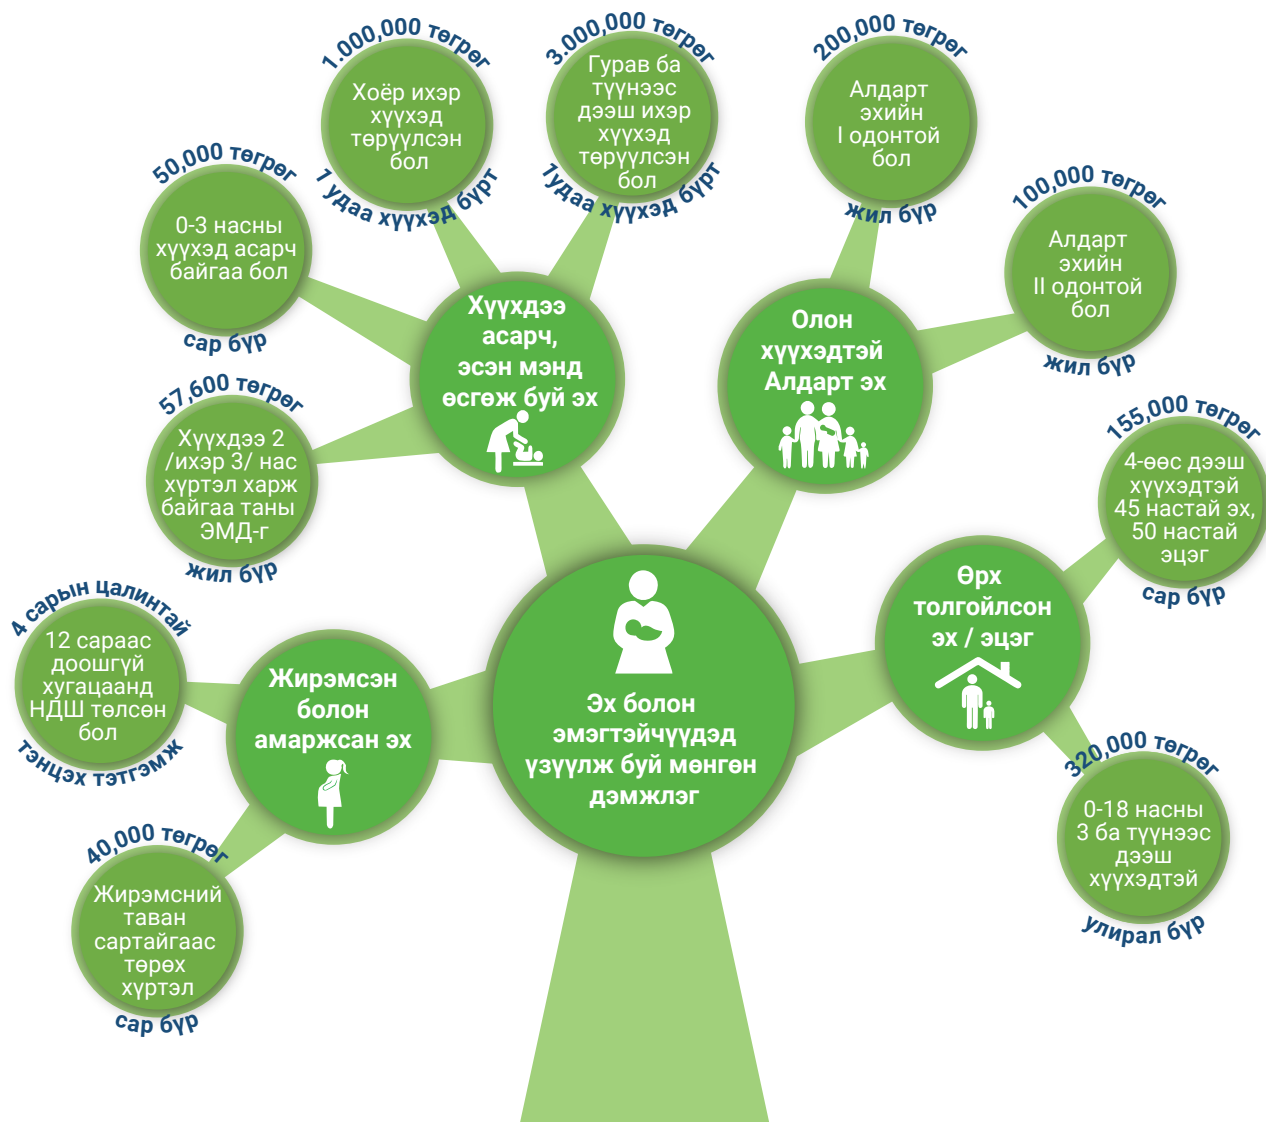 1.000,000 төгрөг
Хоёр ихэр
хүүхэд
төрүүлсэн
бол
1 удаа хүүхэд бүрт
3.000,000 төгрөг
Гурав ба
түүнээс
дээш ихэр
хүүхэд
төрүүлсэн
бол
1удаа хүүхэд бүрт
200,000 төгрөг
Алдарт
эхийн
I одонтой
бол
жил бүр
50,000 төгрөг
0-3 насны
хүүхэд асарч
байгаа бол
сар бүр
100,000 төгрөг
Алдарт
эхийн
II одонтой
бол
жил бүр
Хүүхдээ
асарч,
эсэн мэнд
өсгөж буй эх
Олон
хүүхэдтэй
Алдарт эх
57,600 төгрөг
Хүүхдээ 2
/ихэр 3/ нас
хүртэл харж
байгаа таны
ЭМД-г
жил бүр
155,000 төгрөг
4-өөс дээш
хүүхэдтэй
45 настай эх,
50 настай
эцэг
сар бүр
Өрх
толгойлсон
эх / эцэг
4 сарын цалинтай
12 сараас
доошгүй
хугацаанд
НДШ төлсөн
бол
тэнцэх тэтгэмж
Жирэмсэн
болон
амаржсан эх
Эх болон
эмэгтэйчүүдэд
үзүүлж буй мөнгөн
дэмжлэг
320,000 төгрөг
0-18 насны
3 ба түүнээс
дээш
хүүхэдтэй
улирал бүр
40,000 төгрөг
Жирэмсний
таван
сартайгаас
төрөх
хүртэл
сар бүр